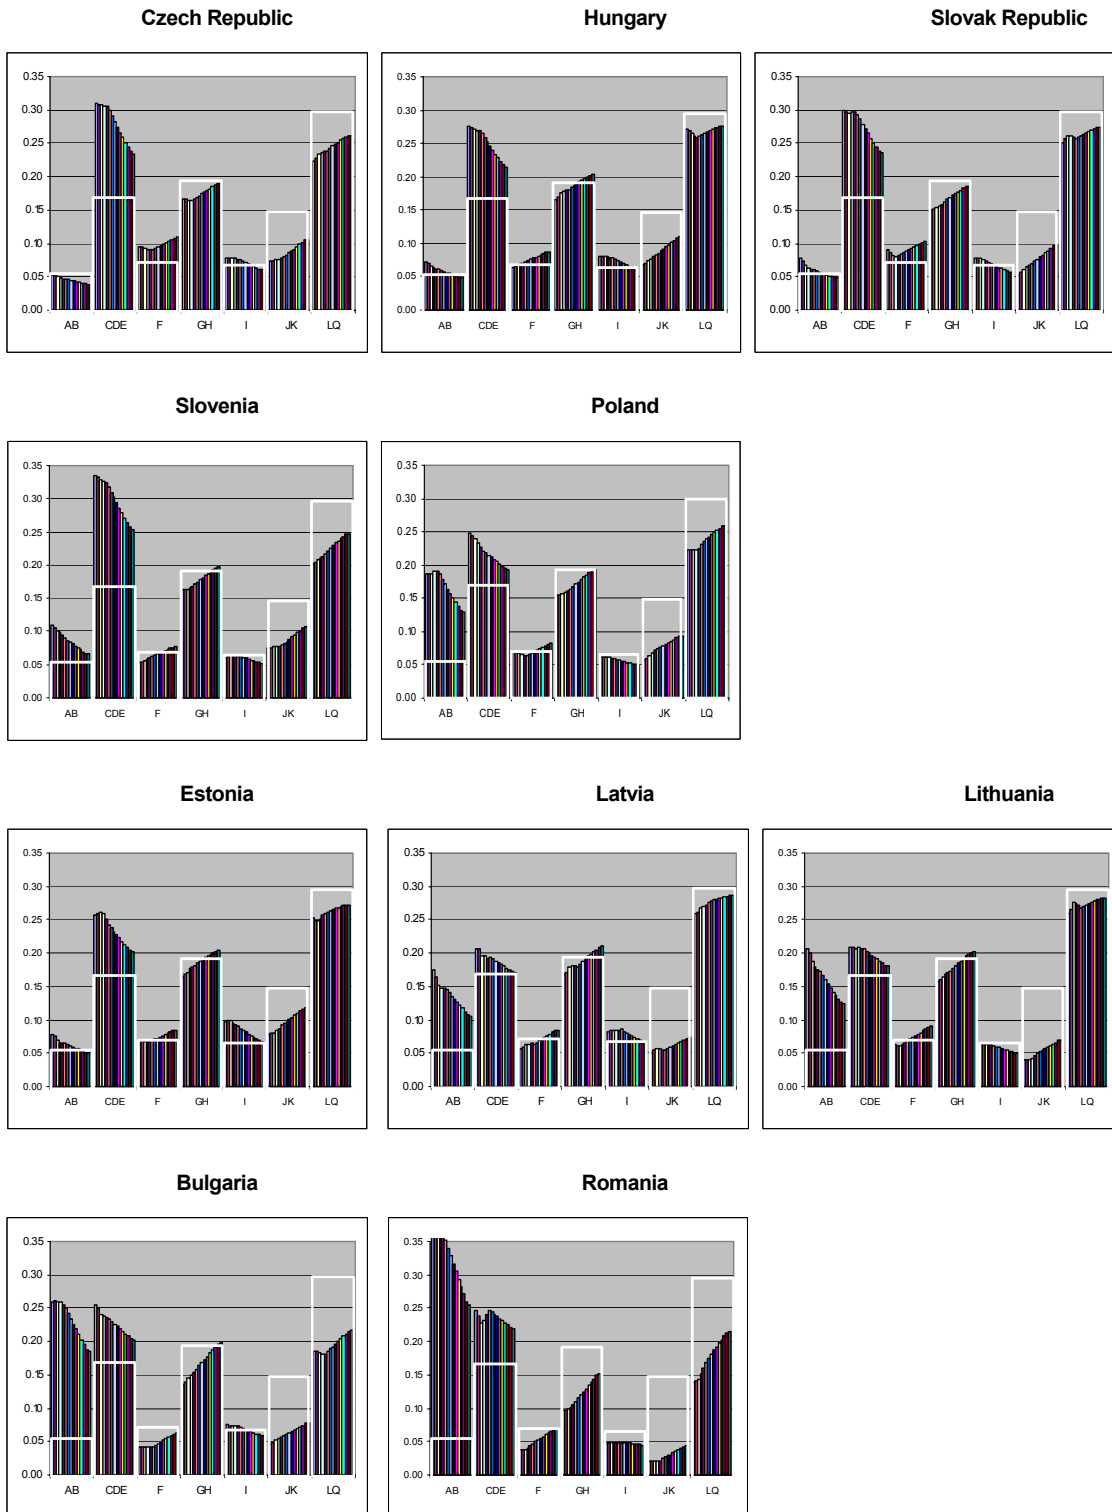 Czech Republic Hungary Slovak Republic
0.35 0.35 0.35
0.30 0.30 0.30
0.25 0.25 0.25
0.20 0.20 0.20
0.15 0.15 0.15
0.10 0.10 0.10
0.05 0.05 0.05
0.00 0.00 0.00
AB CDE F GH I JK LQ AB CDE F GH I JK LQ AB CDE F GH I JK LQ
Slovenia Poland
0.35 0.35
0.30 0.30
0.25 0.25
0.20 0.20
0.15 0.15
0.10 0.10
0.05 0.05
0.00 0.00
AB CDE F GH I JK LQ AB CDE F GH I JK LQ
Estonia Latvia Lithuania
0.35 0.35 0.35
0.30 0.30 0.30
0.25 0.25 0.25
0.20 0.20 0.20
0.15 0.15 0.15
0.10 0.10 0.10
0.05 0.05 0.05
0.00 0.00 0.00
AB CDE F GH I JK LQ AB CDE F GH I JK LQ AB CDE F GH I JK LQ
Bulgaria Romania
0.35 0.35
0.30 0.30
0.25 0.25
0.20 0.20
0.15 0.15
0.10 0.10
0.05 0.05
0.00 0.00
AB CDE F GH I JK LQ AB CDE F GH I JK LQ